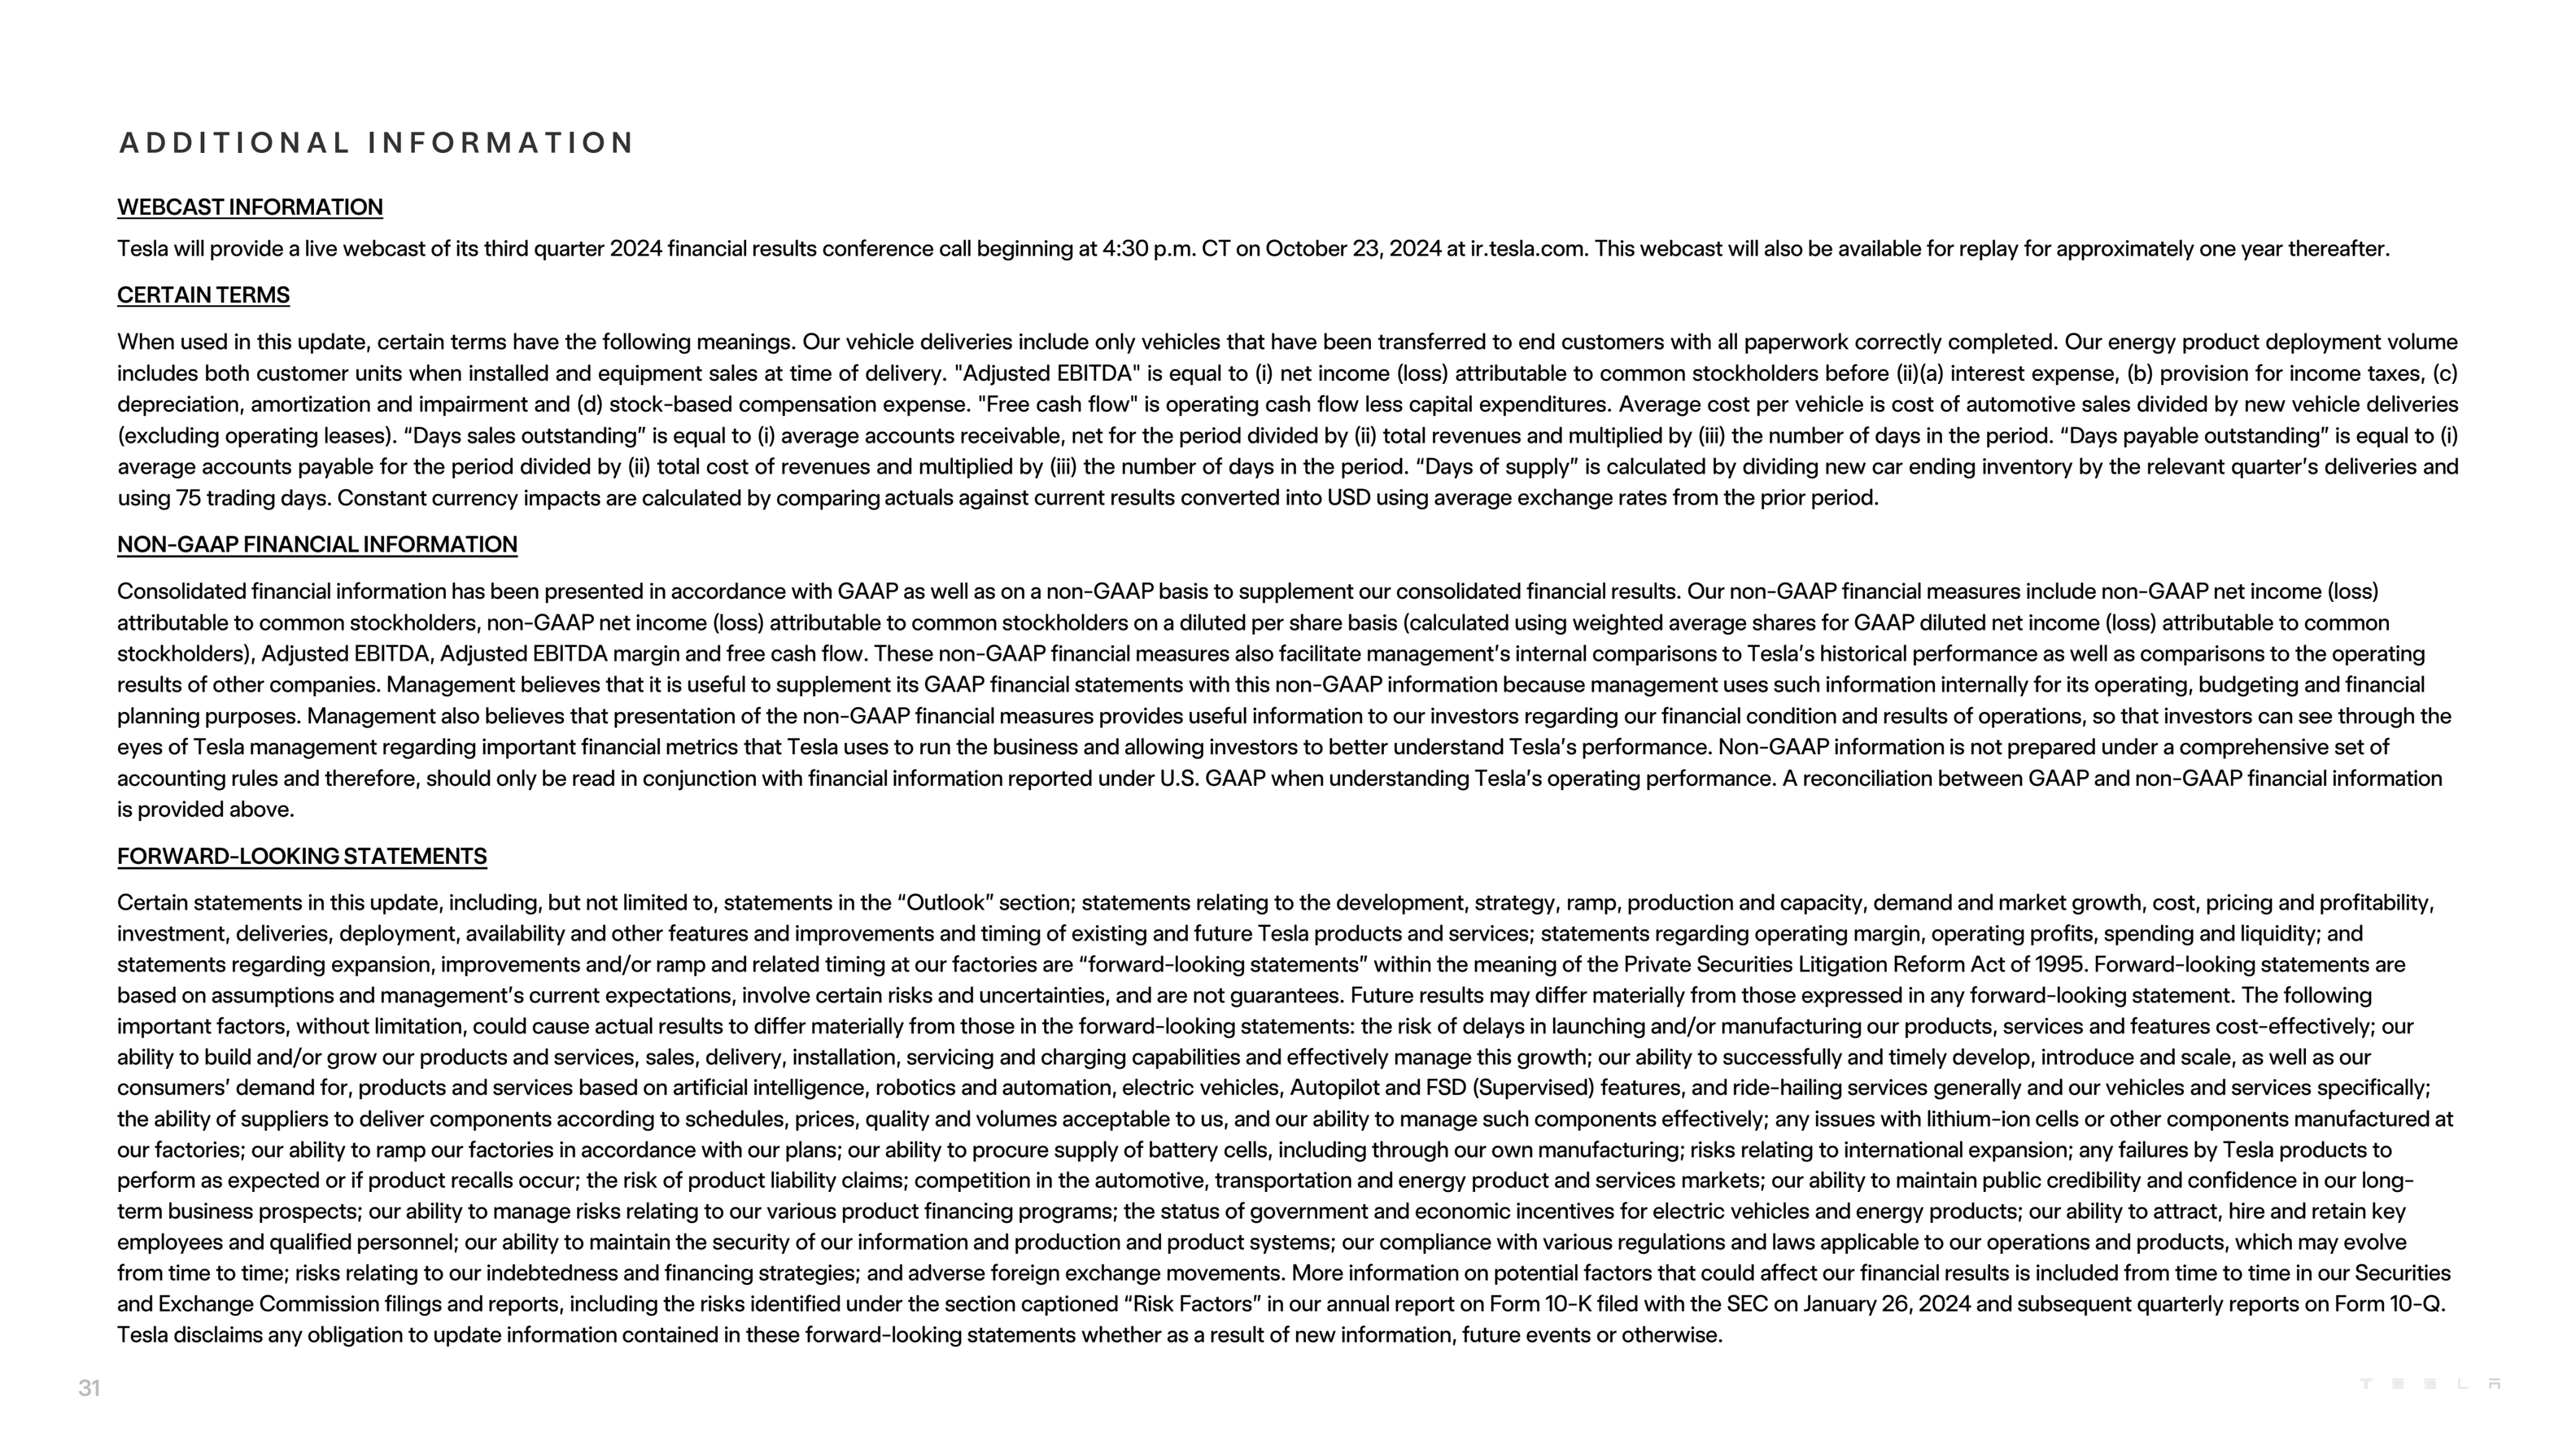 ADDITIONAL INFORMATION
WEBCAST INFORMATION
Tesla will provide a live webcast of its third quarter 2024 financial results conference call beginning at 4:30 p.m. CT on October 23, 2024 at ir.tesla.com. This webcast will also be available for replay for approximately one year thereafter.
CERTAIN TERMS
When used in this update, certain terms have the following meanings. Our vehicle deliveries include only vehicles that have been transferred to end customers with all paperwork correctly completed. Our energy product deployment volume
includes both customer units when installed and equipment sales at time of delivery. "Adjusted EBITDA" is equal to (i) net income (loss) attributable to common stockholders before (ii)(a) interest expense, (b) provision for income taxes, (c)
depreciation, amortization and impairment and (d) stock-based compensation expense. "Free cash flow" is operating cash flow less capital expenditures. Average cost per vehicle is cost of automotive sales divided by new vehicle deliveries
(excluding operating leases). “Days sales outstanding” is equal to (i) average accounts receivable, net for the period divided by (ii) total revenues and multiplied by (iii) the number of days in the period. “Days payable outstanding” is equal to (i)
average accounts payable for the period divided by (ii) total cost of revenues and multiplied by (iii) the number of days in the period. “Days of supply” is calculated by dividing new car ending inventory by the relevant quarter’s deliveries and
using 75 trading days. Constant currency impacts are calculated by comparing actuals against current results converted into USD using average exchange rates from the prior period.
NON-GAAP FINANCIAL INFORMATION
Consolidated financial information has been presented in accordance with GAAP as well as on a non-GAAP basis to supplement our consolidated financial results. Our non-GAAP financial measures include non-GAAP net income (loss)
attributable to common stockholders, non-GAAP net income (loss) attributable to common stockholders on a diluted per share basis (calculated using weighted average shares for GAAP diluted net income (loss) attributable to common
stockholders), Adjusted EBITDA, Adjusted EBITDA margin and free cash flow. These non-GAAP financial measures also facilitate management’s internal comparisons to Tesla’s historical performance as well as comparisons to the operating
results of other companies. Management believes that it is useful to supplement its GAAP financial statements with this non-GAAP information because management uses such information internally for its operating, budgeting and financial
planning purposes. Management also believes that presentation of the non-GAAP financial measures provides useful information to our investors regarding our financial condition and results of operations, so that investors can see through the
eyes of Tesla management regarding important financial metrics that Tesla uses to run the business and allowing investors to better understand Tesla’s performance. Non-GAAP information is not prepared under a comprehensive set of
accounting rules and therefore, should only be read in conjunction with financial information reported under U.S. GAAP when understanding Tesla’s operating performance. A reconciliation between GAAP and non-GAAP financial information
is provided above.
FORWARD-LOOKING STATEMENTS
Certain statements in this update, including, but not limited to, statements in the “Outlook” section; statements relating to the development, strategy, ramp, production and capacity, demand and market growth, cost, pricing and profitability,
investment, deliveries, deployment, availability and other features and improvements and timing of existing and future Tesla products and services; statements regarding operating margin, operating profits, spending and liquidity; and
statements regarding expansion, improvements and/or ramp and related timing at our factories are “forward-looking statements” within the meaning of the Private Securities Litigation Reform Act of 1995. Forward-looking statements are
based on assumptions and management’s current expectations, involve certain risks and uncertainties, and are not guarantees. Future results may differ materially from those expressed in any forward-looking statement. The following
important factors, without limitation, could cause actual results to differ materially from those in the forward-looking statements: the risk of delays in launching and/or manufacturing our products, services and features cost-effectively; our
ability to build and/or grow our products and services, sales, delivery, installation, servicing and charging capabilities and effectively manage this growth; our ability to successfully and timely develop, introduce and scale, as well as our
consumers’ demand for, products and services based on artificial intelligence, robotics and automation, electric vehicles, Autopilot and FSD (Supervised) features, and ride-hailing services generally and our vehicles and services specifically;
the ability of suppliers to deliver components according to schedules, prices, quality and volumes acceptable to us, and our ability to manage such components effectively; any issues with lithium-ion cells or other components manufactured at
our factories; our ability to ramp our factories in accordance with our plans; our ability to procure supply of battery cells, including through our own manufacturing; risks relating to international expansion; any failures by Tesla products to
perform as expected or if product recalls occur; the risk of product liability claims; competition in the automotive, transportation and energy product and services markets; our ability to maintain public credibility and confidence in our long-
term business prospects; our ability to manage risks relating to our various product financing programs; the status of government and economic incentives for electric vehicles and energy products; our ability to attract, hire and retain key
employees and qualified personnel; our ability to maintain the security of our information and production and product systems; our compliance with various regulations and laws applicable to our operations and products, which may evolve
from time to time; risks relating to our indebtedness and financing strategies; and adverse foreign exchange movements. More information on potential factors that could affect our financial results is included from time to time in our Securities
and Exchange Commission filings and reports, including the risks identified under the section captioned “Risk Factors” in our annual report on Form 10-K filed with the SEC on January 26, 2024 and subsequent quarterly reports on Form 10-Q.
Tesla disclaims any obligation to update information contained in these forward-looking statements whether as a result of new information, future events or otherwise.
31
TESLA